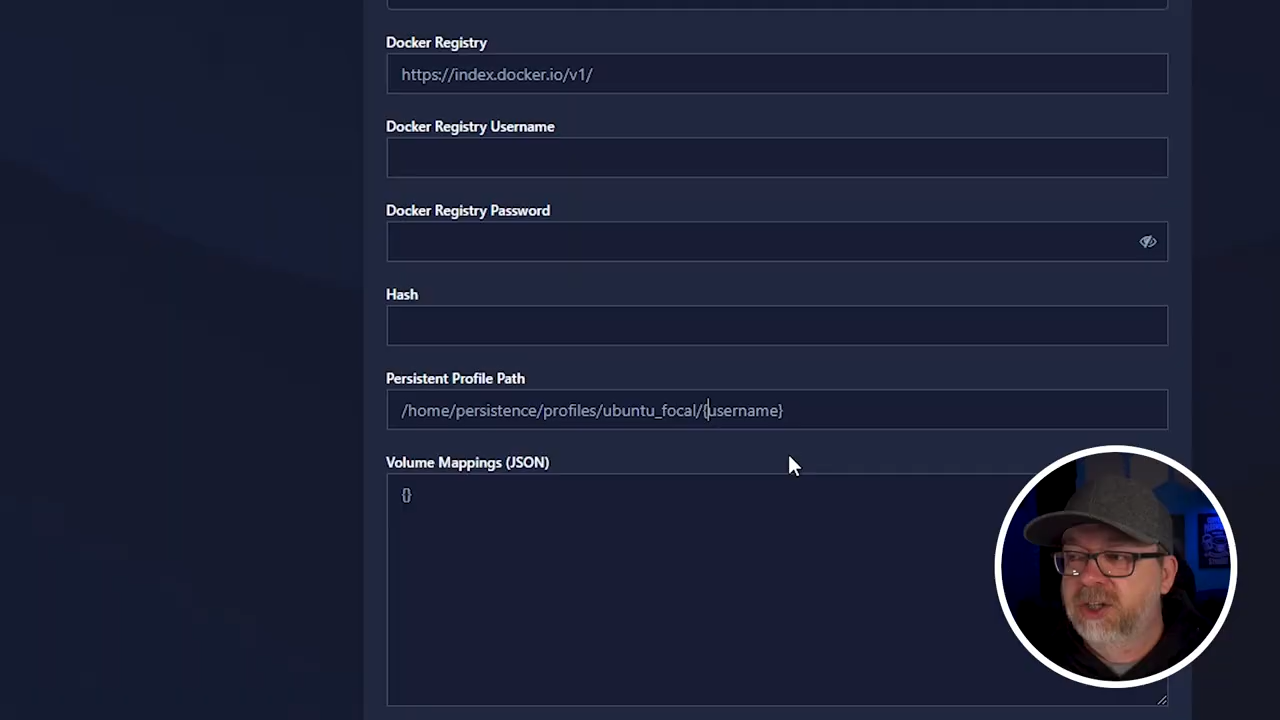 Docker Registry
https://index.docker.io/v1/
Docker Registry Username
Docker Registry Password
Hash
Persistent Profile Path
/home/persistence/profiles/ubuntu_focal/{username}
Volume Mappings (JSON)
{}